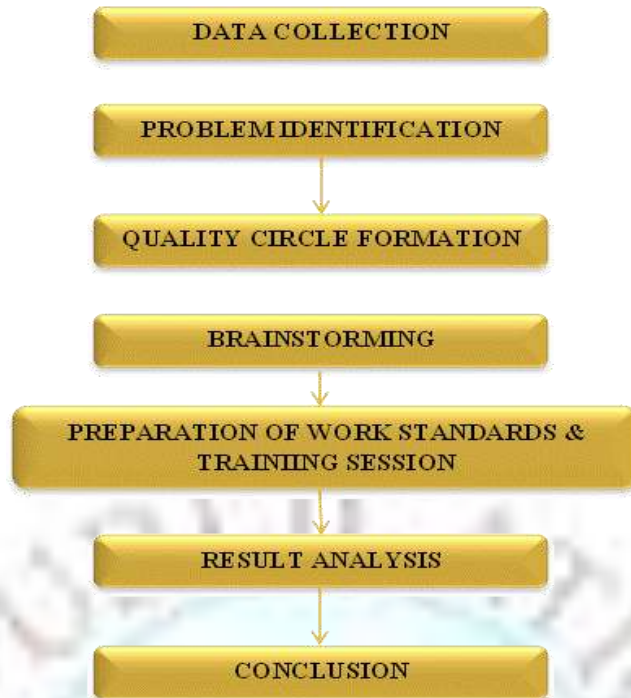 DATA COLLECTION
PROBLEM IDENTIFICATION
QUALITY CIRCLE FORMATION
BRAINSTORMING
PREPARATION OF WORK STANDARDS &
TRAINIING SESSION
RESULT ANALYSIS
CONCLUSION